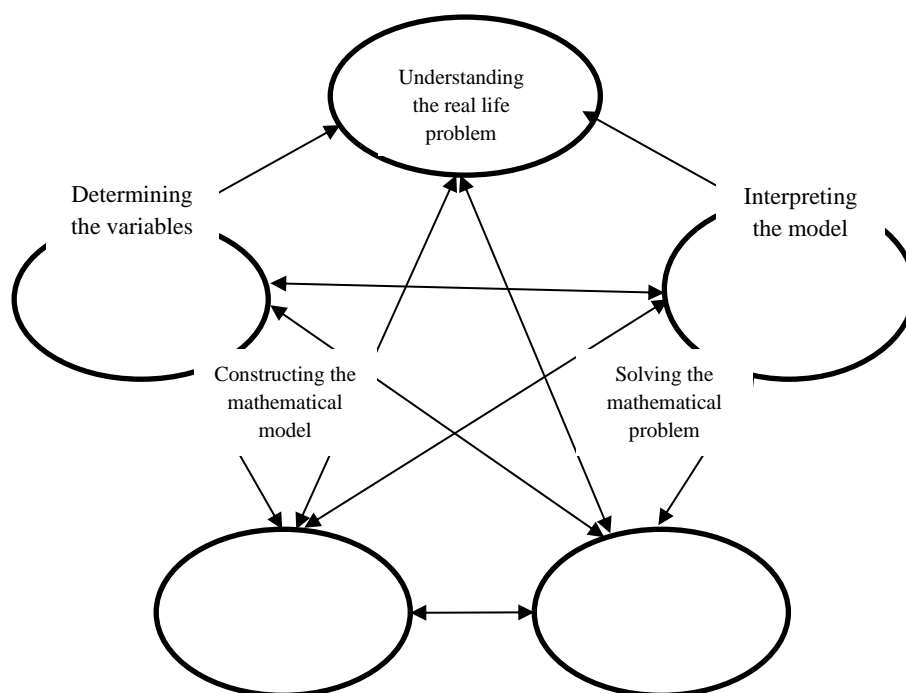 Understanding
the real life
problem
Determining
the variables
Interpreting
the model
Constructing the
mathematical
model
Solving the
mathematical
problem